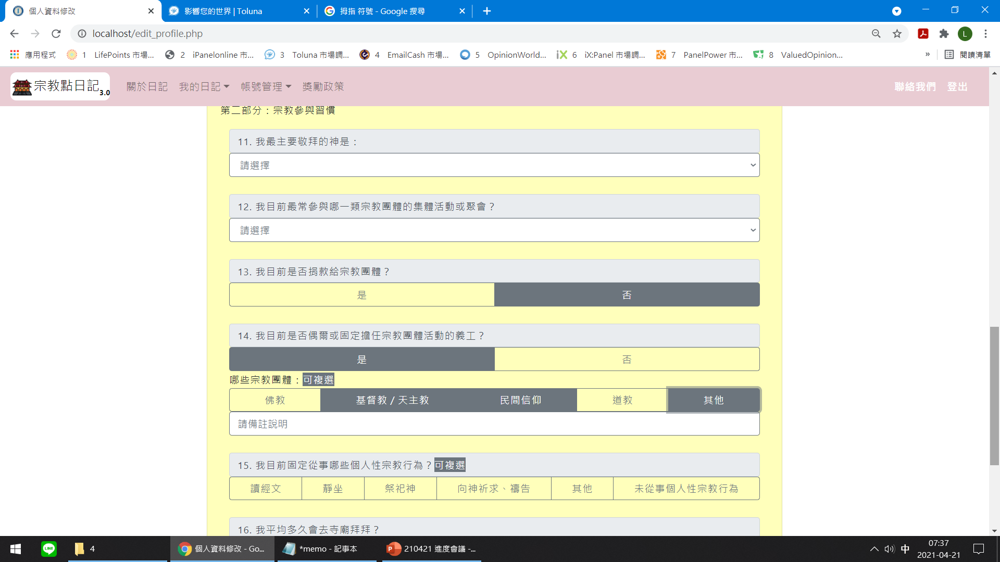 個人資料修改
影響您的世界 | Toluna
拇指 符號 - Google 搜尋
localhost/edit_profile.php
L
應用程式
1 LifePoints 市場...
2 iPanelonline 市...
3 Toluna 市場調...
4 EmailCash 市場...
5 OpinionWorld...
6 iX:Panel 市場調...
7 PanelPower 市...
8 ValuedOpinion...
»
閱讀清單
宗教點日記3.0
關於日記
我的日記
帳號管理
獎勵政策
聯絡我們
登出
第二部分：宗教參與習慣
11. 我最主要敬拜的神是：
請選擇
12. 我目前最常參與哪一類宗教團體的集體活動或聚會？
請選擇
13. 我目前是否捐款給宗教團體？
是 否
14. 我目前是否偶爾或固定擔任宗教團體活動的義工？
是 否
哪些宗教團體：可複選
佛教 基督教 / 天主教 民間信仰 道教 其他
請備註說明
15. 我目前固定從事哪些個人性宗教行為？可複選
讀經文 靜坐 祭祀神 向神祈求、禱告 其他 未從事個人性宗教行為
16. 我平均多久會去寺廟拜拜？
LINE
4
個人資料修改 - Go...
*memo - 記事本
P
210421 進度會議 -...
中
07:37
2021-04-21